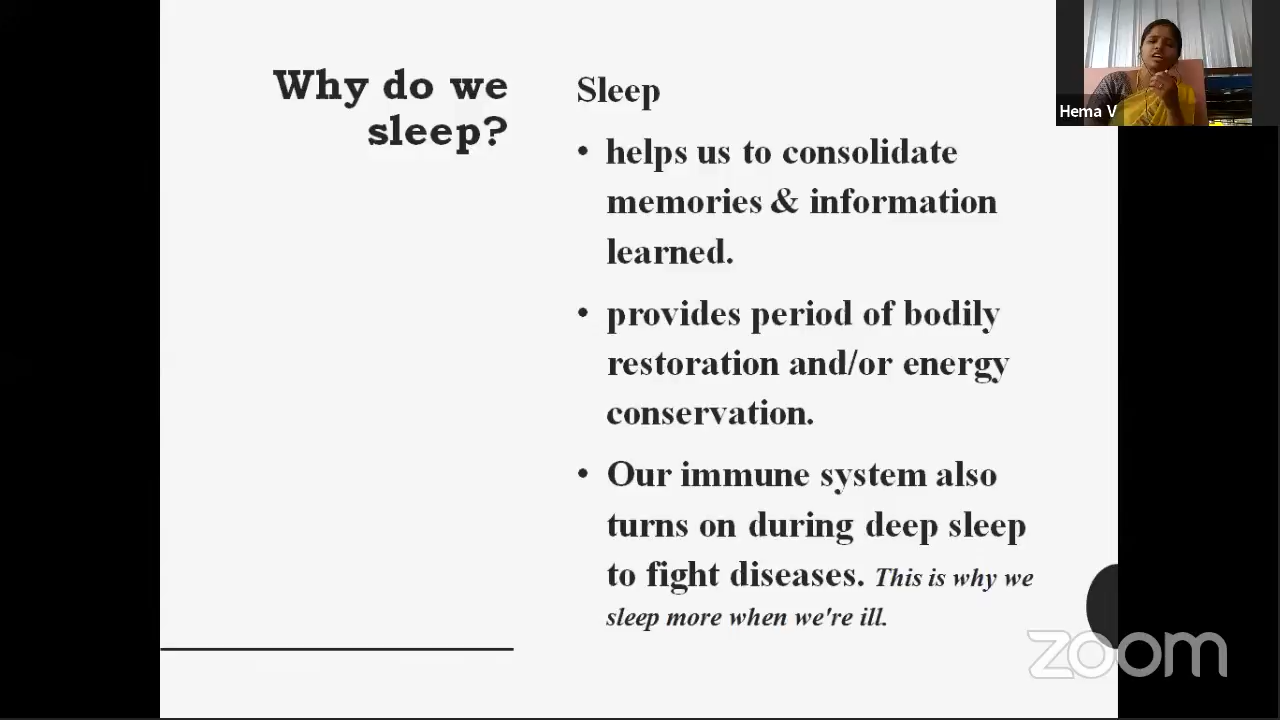 Why do we
sleep?
Sleep
• helps us to consolidate
memories & information
learned.
• provides period of bodily
restoration and/or energy
conservation.
• Our immune system also
turns on during deep sleep
to fight diseases. This is why we
sleep more when we're ill.
Hema V
zoom